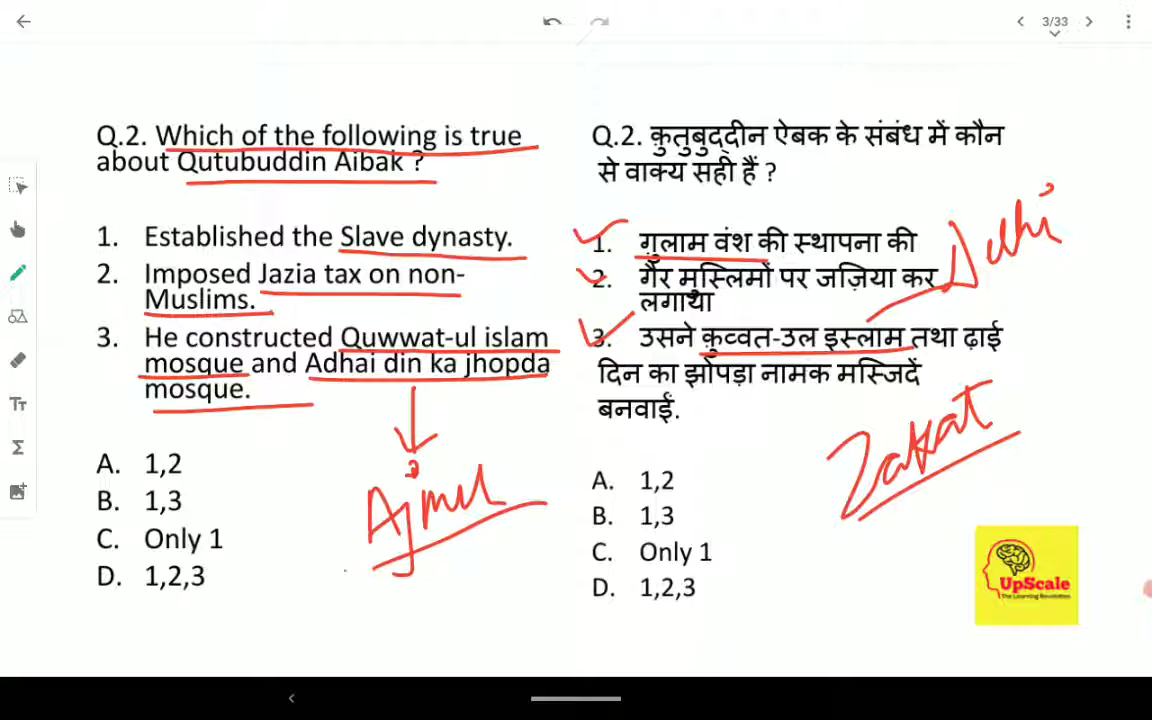 3/33
Q.2. Which of the following is true
about Qutubuddin Aibak ?
1. Established the Slave dynasty.
2. Imposed Jazia tax on non-
Muslims.
3. He constructed Quwwat-ul islam
mosque and Adhai din ka jhopda
mosque.
A. 1,2
B. 1,3
C. Only 1
D. 1,2,3
Ajmer
Q.2. क़ुतुबुद्दीन ऐबक के संबंध में कौन
से वाक्य सही हैं ?
1. ग़ुलाम वंश की स्थापना की
2. गैर मुस्लिमों पर जज़िया कर
लगाया
3. उसने क़ुव्वत-उल इस्लाम तथा ढ़ाई
दिन का झोपड़ा नामक मस्जिदें
बनवाईं.
Delhi
Zakat
A. 1,2
B. 1,3
C. Only 1
D. 1,2,3
UpScale
The Learning Revolution
Tт